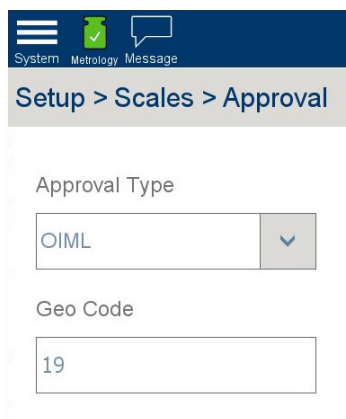 System Metrology Message
Setup > Scales > Approval
Approval Type
OIML
Geo Code
19